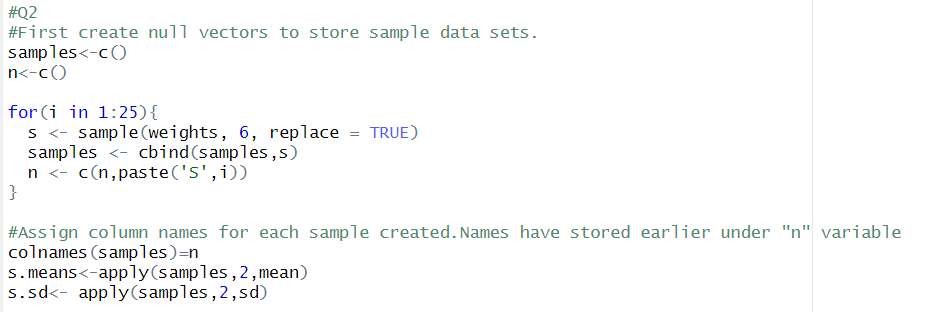 #Q2
#First create null vectors to store sample data sets.
samples<-c()
n<-c()
for(i in 1:25){
  s <- sample(weights, 6, replace = TRUE)
  samples <- cbind(samples,s)
  n <- c(n,paste('S',i))
}
#Assign column names for each sample created.Names have stored earlier under "n" variable
colnames(samples)=n
s.means<-apply(samples,2,mean)
s.sd<- apply(samples,2,sd)